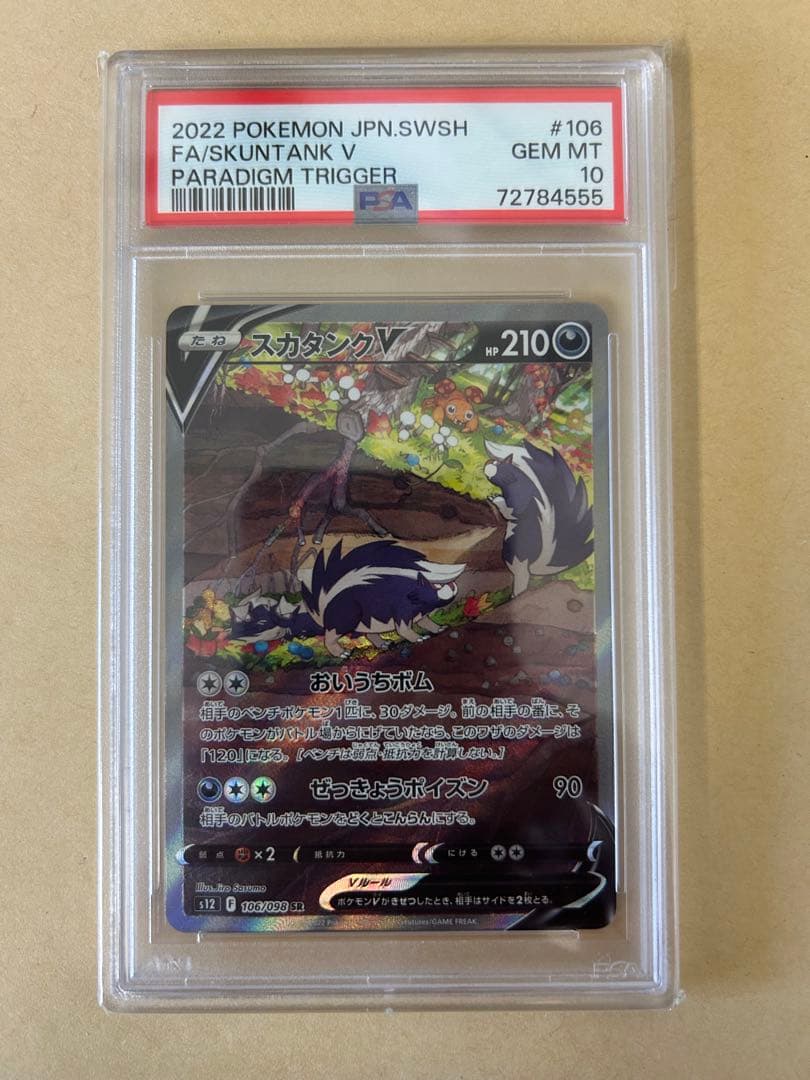 2022 POKEMON JPN.SWSH #106
FA/SKUNTANK V GEM MT
PARADIGM TRIGGER 10
PSA 72784555
たね スカタンクV HP 210
おいうちボム
相手のベンチポケモン1匹に、30ダメージ。前の相手の番に、そ
のポケモンがバトル場からにげていたなら、このワザのダメージは
「120」になる。[ベンチは弱点・抵抗力を計算しない。]
ぜっきょうポイズン 90
相手のバトルポケモンをどくとこんらんにする。
弱点 ×2 抵抗力 にげる
Illus. Jiro Sasumo
Vルール
ポケモンVがきぜつしたとき、相手はサイドを2枚とる。
s12 F 106/098 SR
2022 creatures/GAME FREAK.
PSA